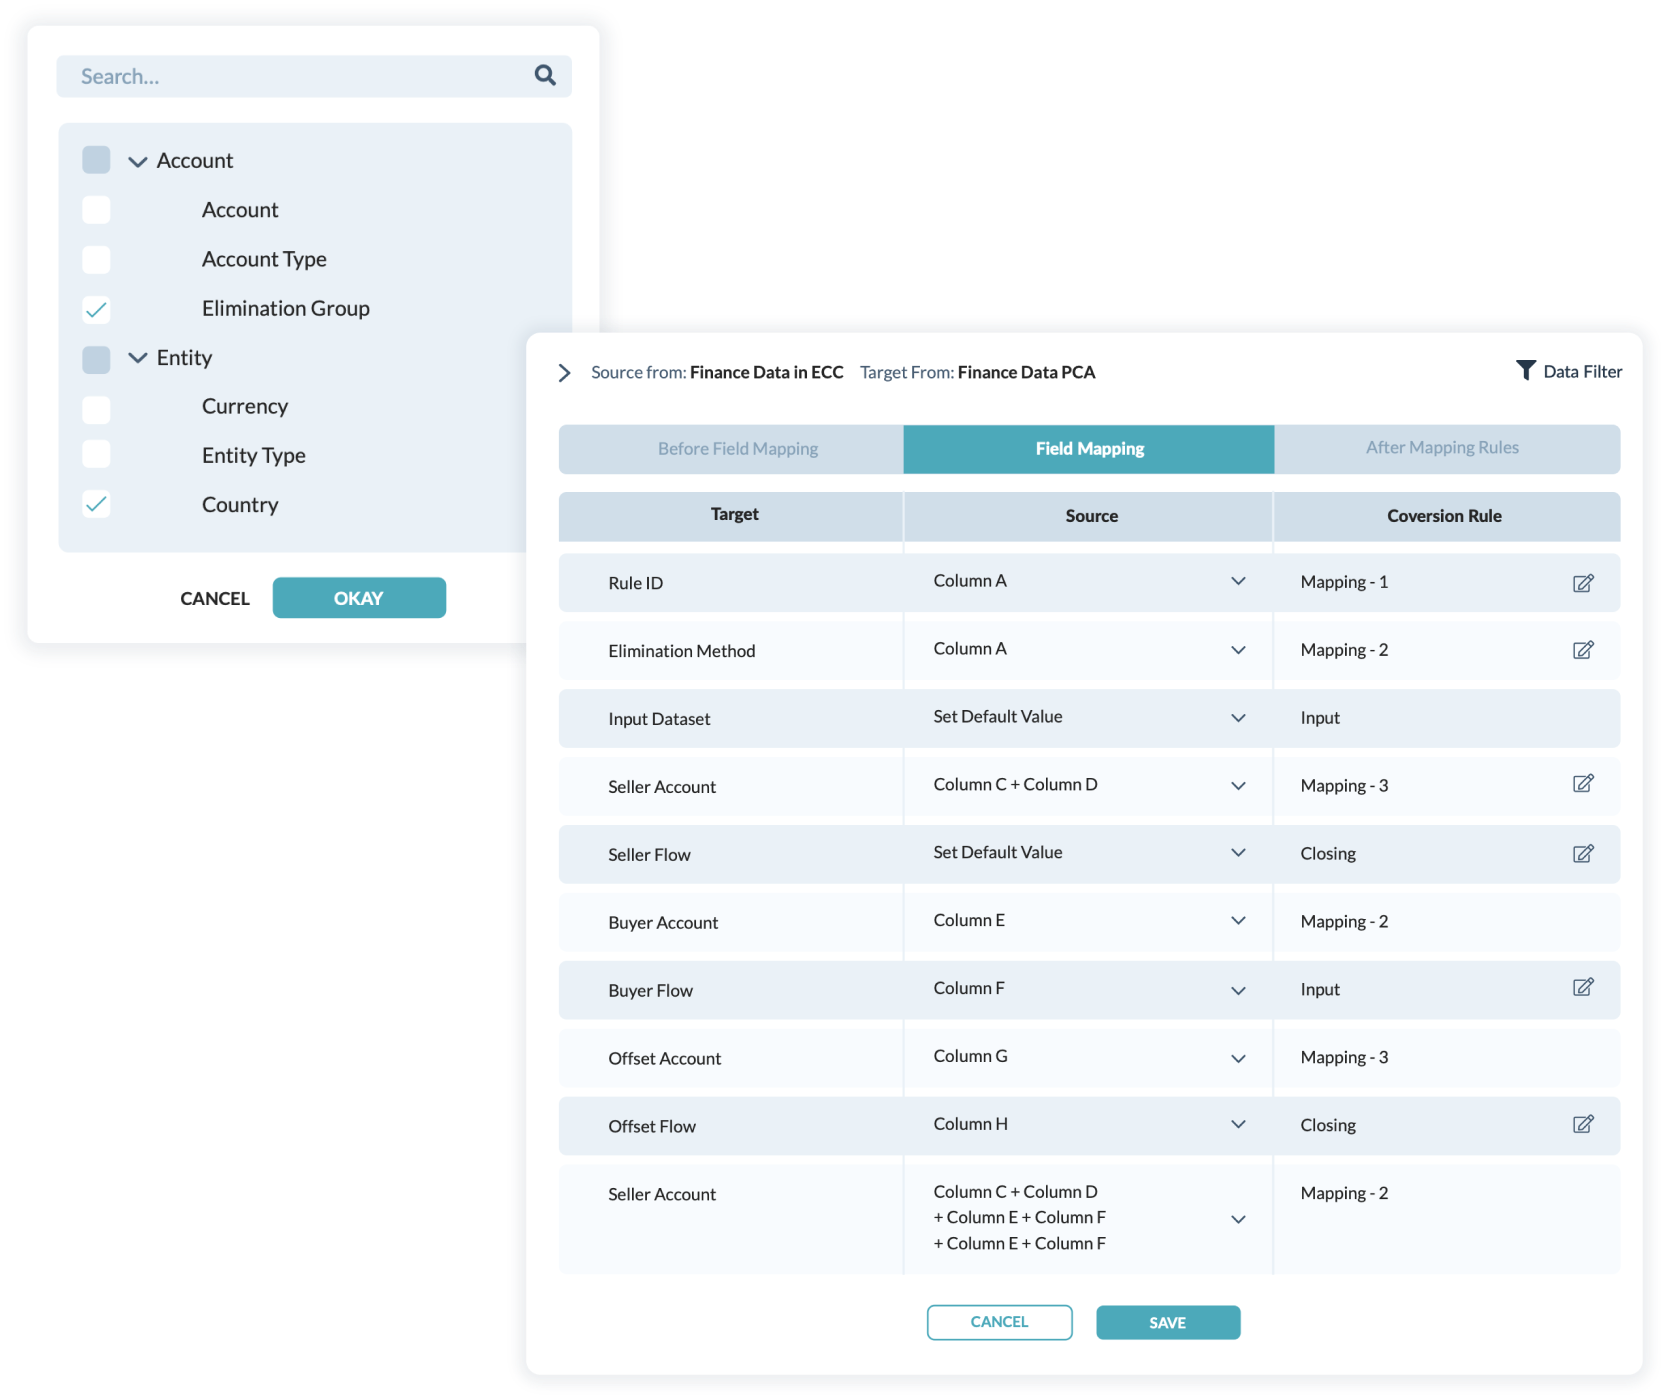 Search...
Account
Account
Account Type
Elimination Group
Entity
Currency
Entity Type
Country
CANCEL OKAY
Source from: Finance Data in ECC Target From: Finance Data PCA Data Filter
Before Field Mapping Field Mapping After Mapping Rules
Target Source Coversion Rule
Rule ID Column A Mapping - 1
Elimination Method Column A Mapping - 2
Input Dataset Set Default Value Input
Seller Account Column C + Column D Mapping - 3
Seller Flow Set Default Value Closing
Buyer Account Column E Mapping - 2
Buyer Flow Column F Input
Offset Account Column G Mapping - 3
Offset Flow Column H Closing
Seller Account Column C + Column D Mapping - 2
+ Column E + Column F
+ Column E + Column F
CANCEL SAVE